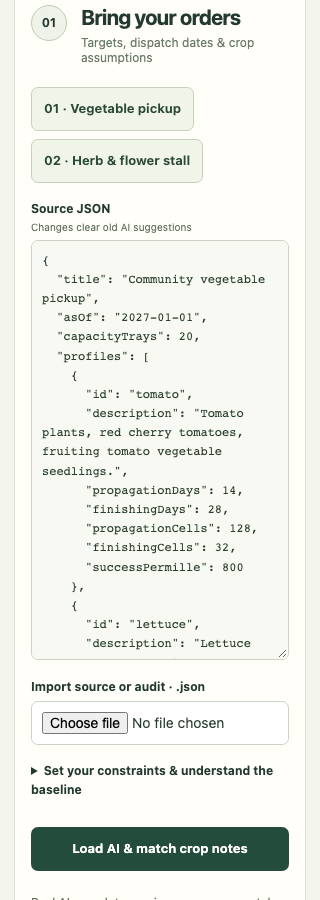 01
Bring your orders
Targets, dispatch dates & crop
assumptions
01 · Vegetable pickup
02 · Herb & flower stall
Source JSON
Changes clear old AI suggestions
{
"title": "Community vegetable
pickup",
"asOf": "2027-01-01",
"capacityTrays": 20,
"profiles": [
{
"id": "tomato",
"description": "Tomato
plants, red cherry tomatoes,
fruiting tomato vegetable
seedlings.",
"propagationDays": 14,
"finishingDays": 28,
"propagationCells": 128,
"finishingCells": 32,
"successPermille": 800
},
{
"id": "lettuce",
"description": "Lettuce
Import source or audit · .json
Choose file No file chosen
Set your constraints & understand the
baseline
Load AI & match crop notes